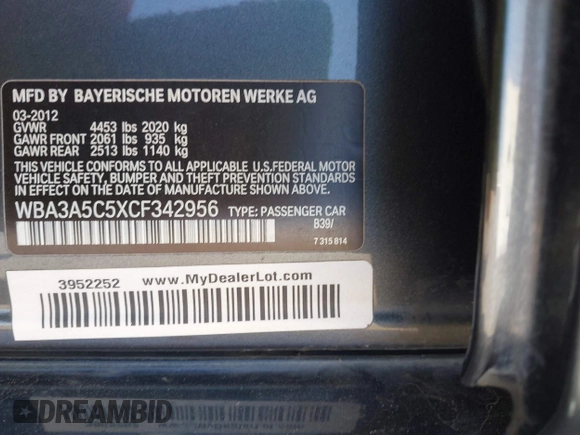 MFD BY BAYERISCHE MOTOREN WERKE AG
03-2012
GVWR 4453 lbs 2020 kg
GAWR FRONT 2061 lbs 935 kg
GAWR REAR 2513 lbs 1140 kg
THIS VEHICLE CONFORMS TO ALL APPLICABLE U.S.FEDERAL MOTOR
VEHICLE SAFETY, BUMPER, AND THEFT PREVENTION STANDARDS
IN EFFECT ON THE DATE OF MANUFACTURE SHOWN ABOVE.
WBA3A5C5XCF342956 TYPE: PASSENGER CAR
B39/
7 315 814
3952252 www.MyDealerLot.com
DREAMBID